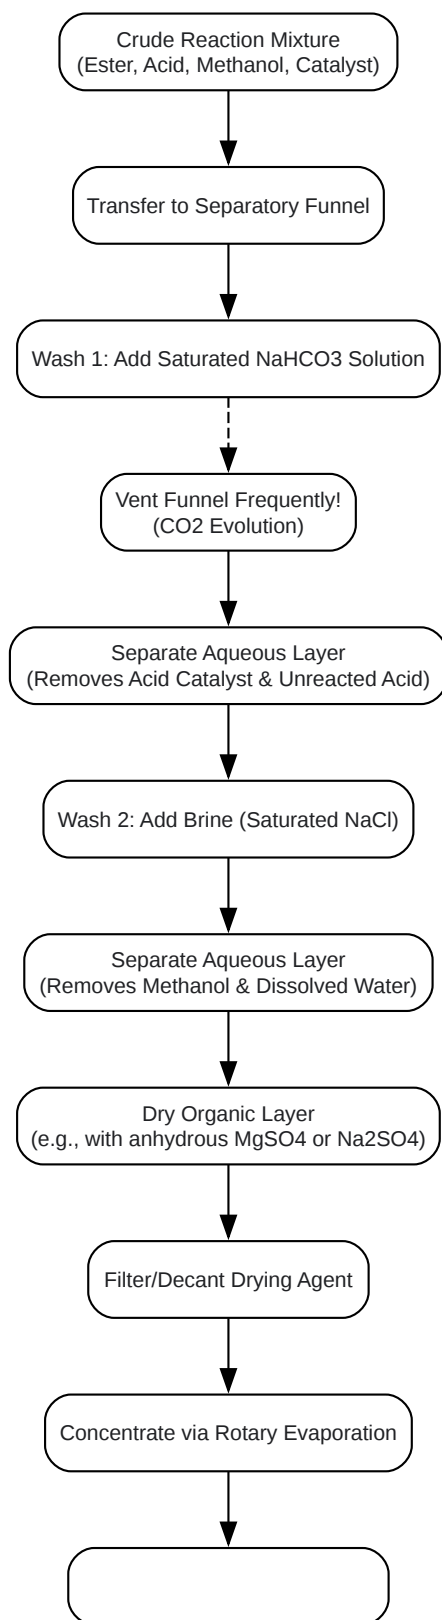 Crude Reaction Mixture
(Ester, Acid, Methanol, Catalyst)
Transfer to Separatory Funnel
Wash 1: Add Saturated NaHCO3 Solution
Vent Funnel Frequently!
(CO2 Evolution)
Separate Aqueous Layer
(Removes Acid Catalyst & Unreacted Acid)
Wash 2: Add Brine (Saturated NaCl)
Separate Aqueous Layer
(Removes Methanol & Dissolved Water)
Dry Organic Layer
(e.g., with anhydrous MgSO4 or Na2SO4)
Filter/Decant Drying Agent
Concentrate via Rotary Evaporation